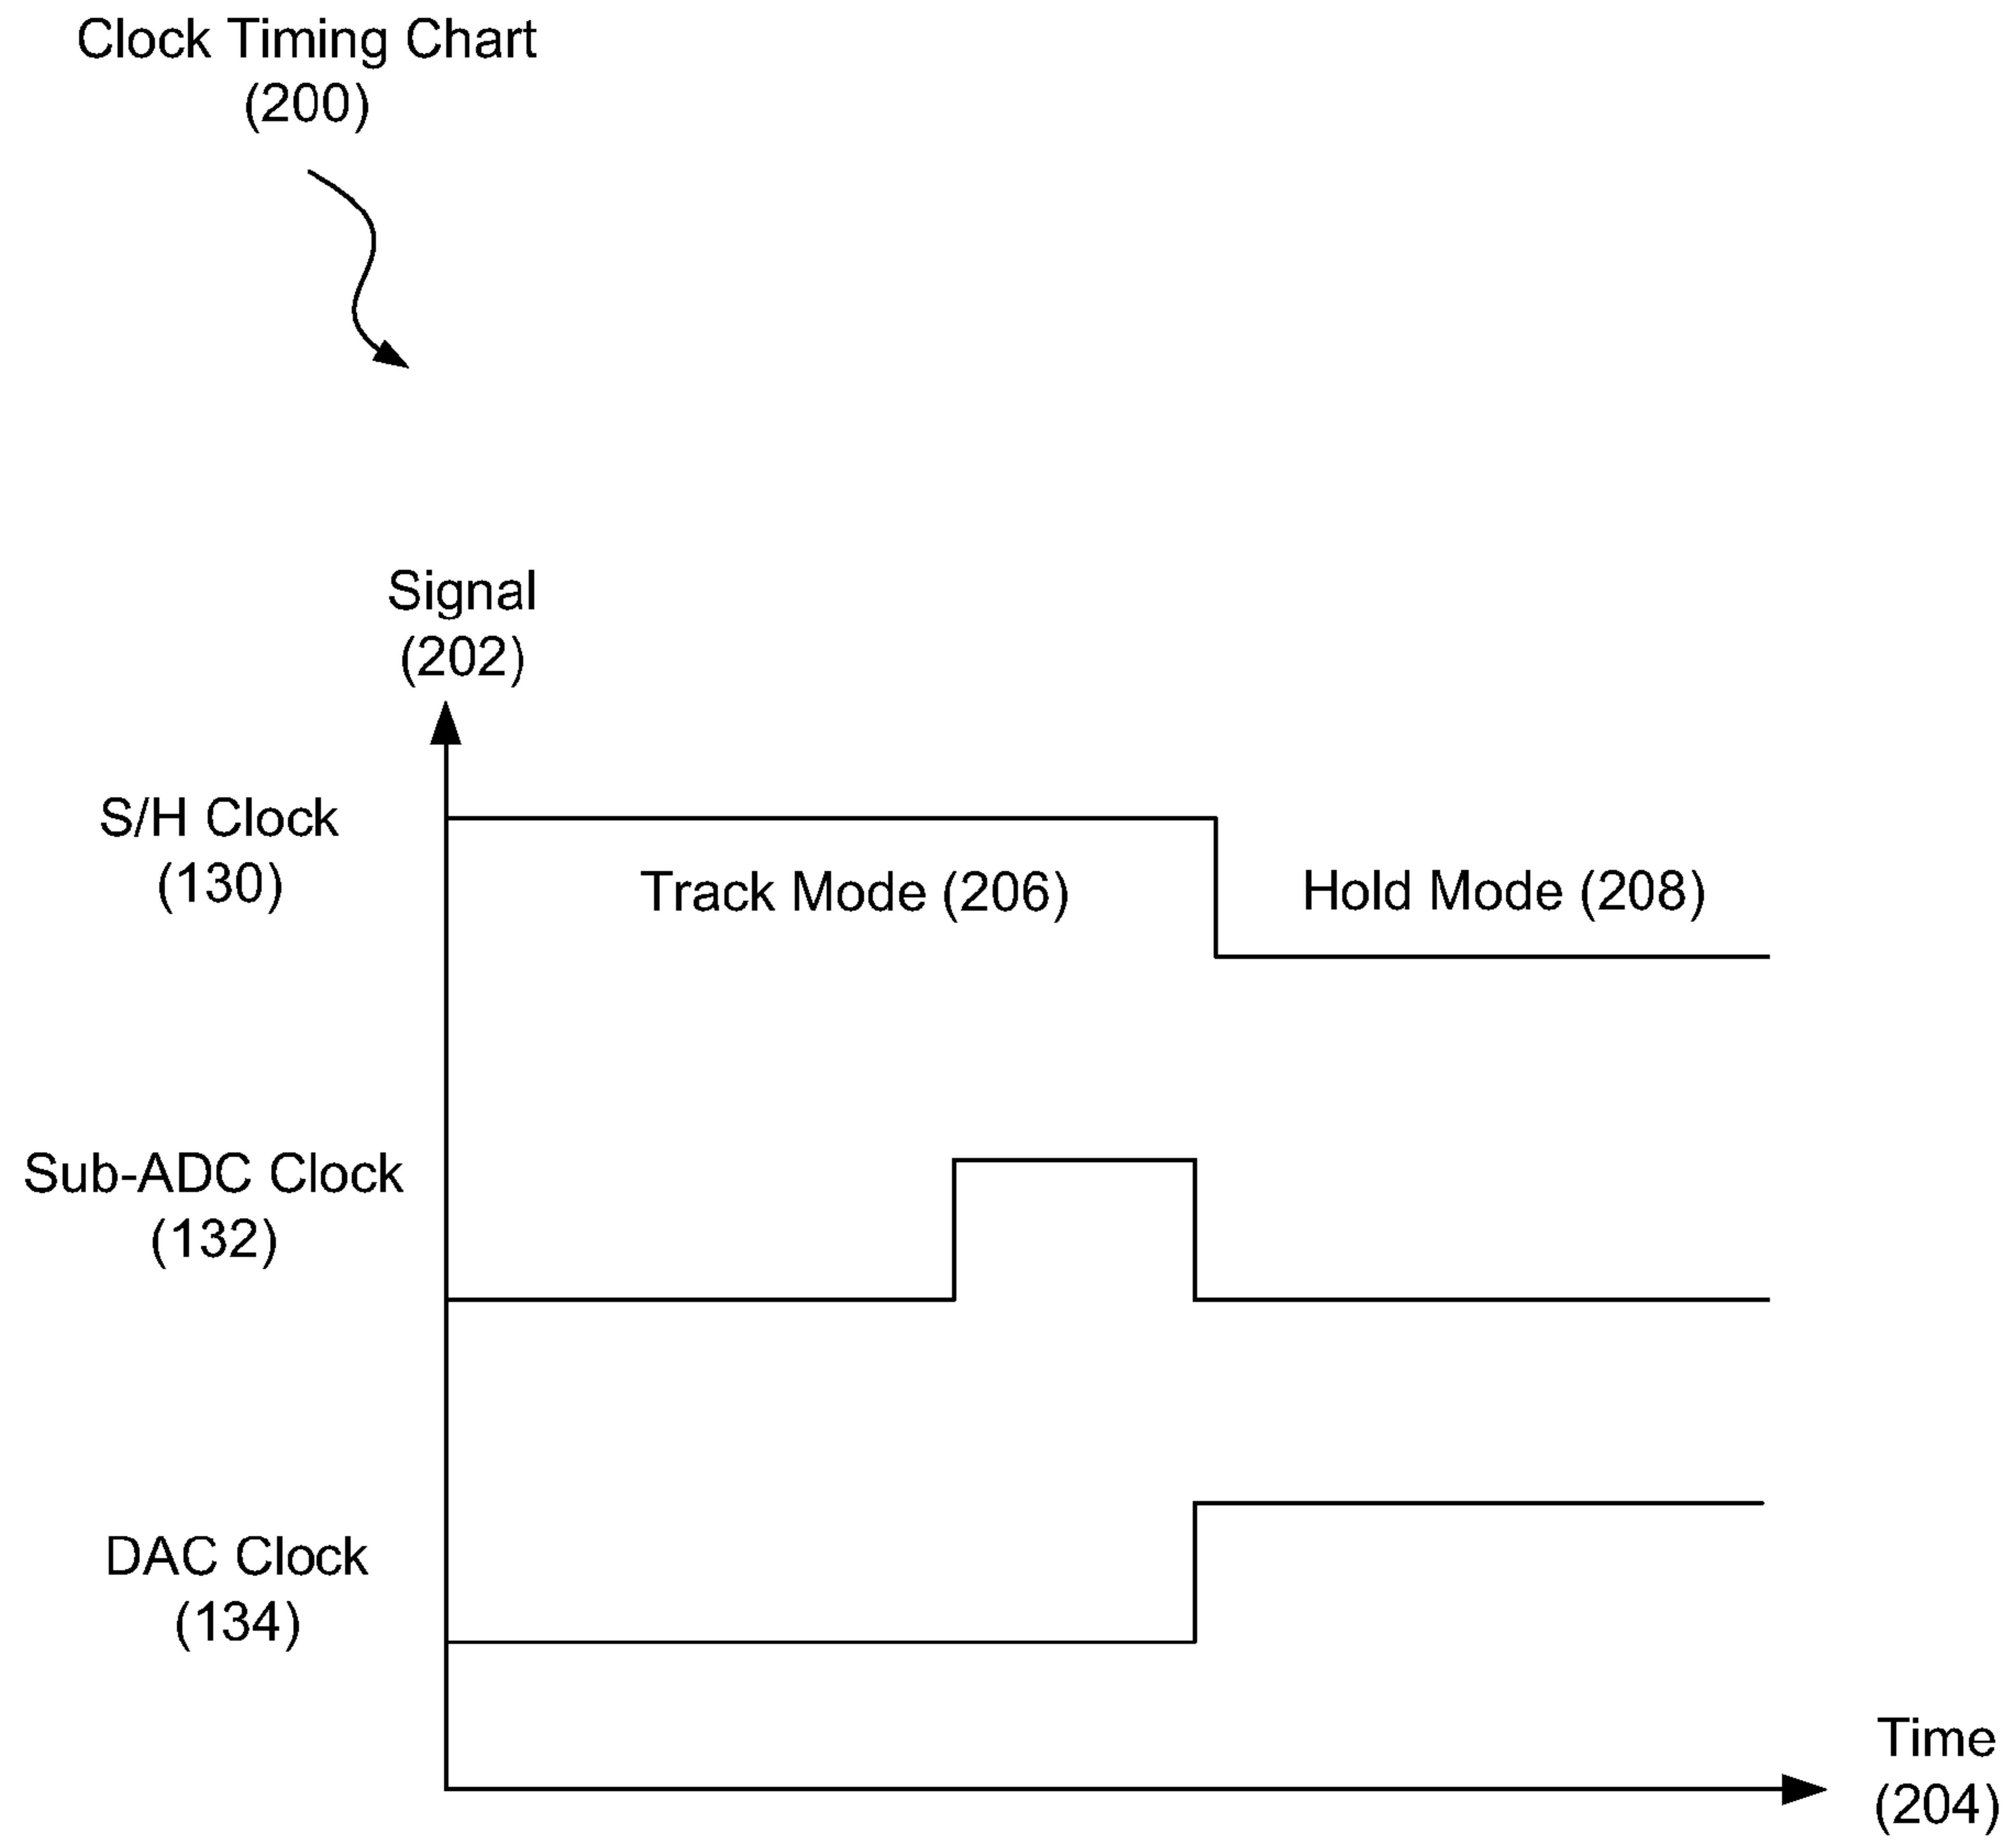 Clock Timing Chart
(200)
Signal
(202)
S/H Clock
(130)
Track Mode (206)
Hold Mode (208)
Sub-ADC Clock
(132)
DAC Clock
(134)
Time
(204)